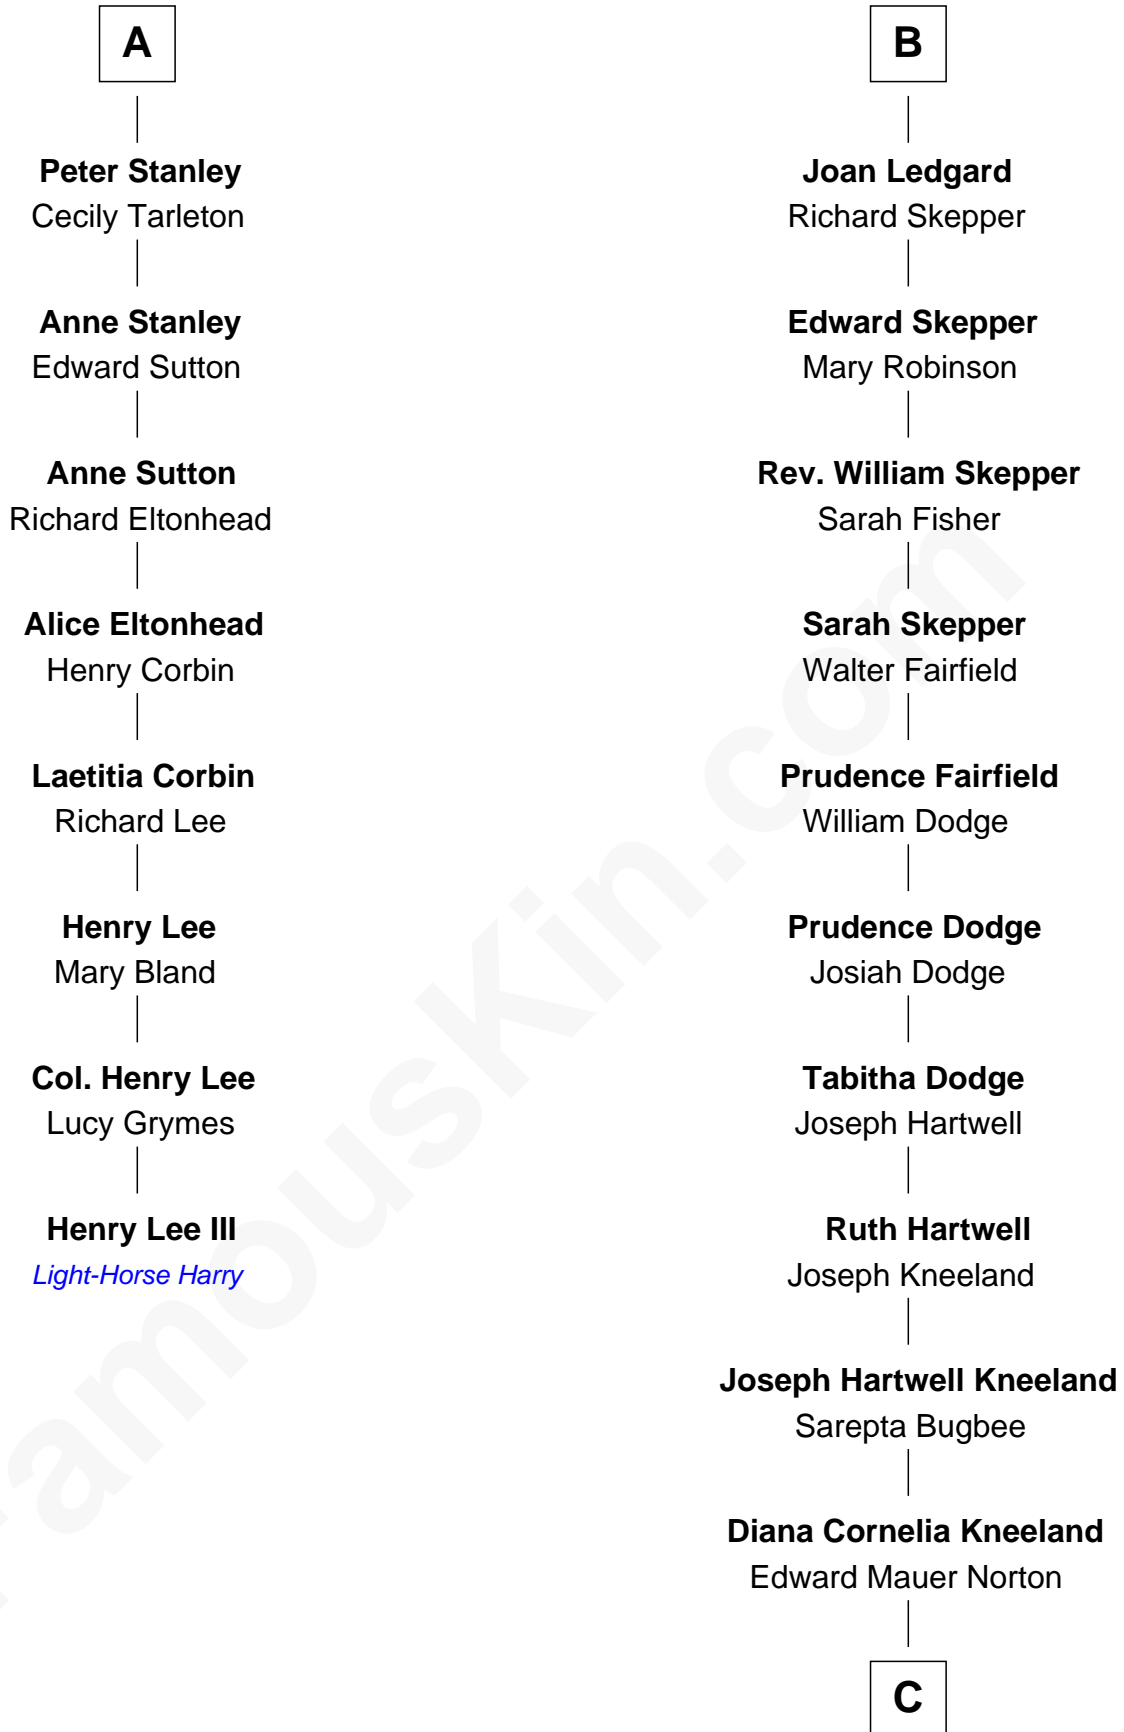 A
Peter Stanley
Cecily Tarleton
Anne Stanley
Edward Sutton
Anne Sutton
Richard Eltonhead
Alice Eltonhead
Henry Corbin
Laetitia Corbin
Richard Lee
Henry Lee
Mary Bland
Col. Henry Lee
Lucy Grymes
Henry Lee III
Light-Horse Harry
B
Joan Ledgard
Richard Skepper
Edward Skepper
Mary Robinson
Rev. William Skepper
Sarah Fisher
Sarah Skepper
Walter Fairfield
Prudence Fairfield
William Dodge
Prudence Dodge
Josiah Dodge
Tabitha Dodge
Joseph Hartwell
Ruth Hartwell
Joseph Kneeland
Joseph Hartwell Kneeland
Sarepta Bugbee
Diana Cornelia Kneeland
Edward Mauer Norton
C
FamousKin.com